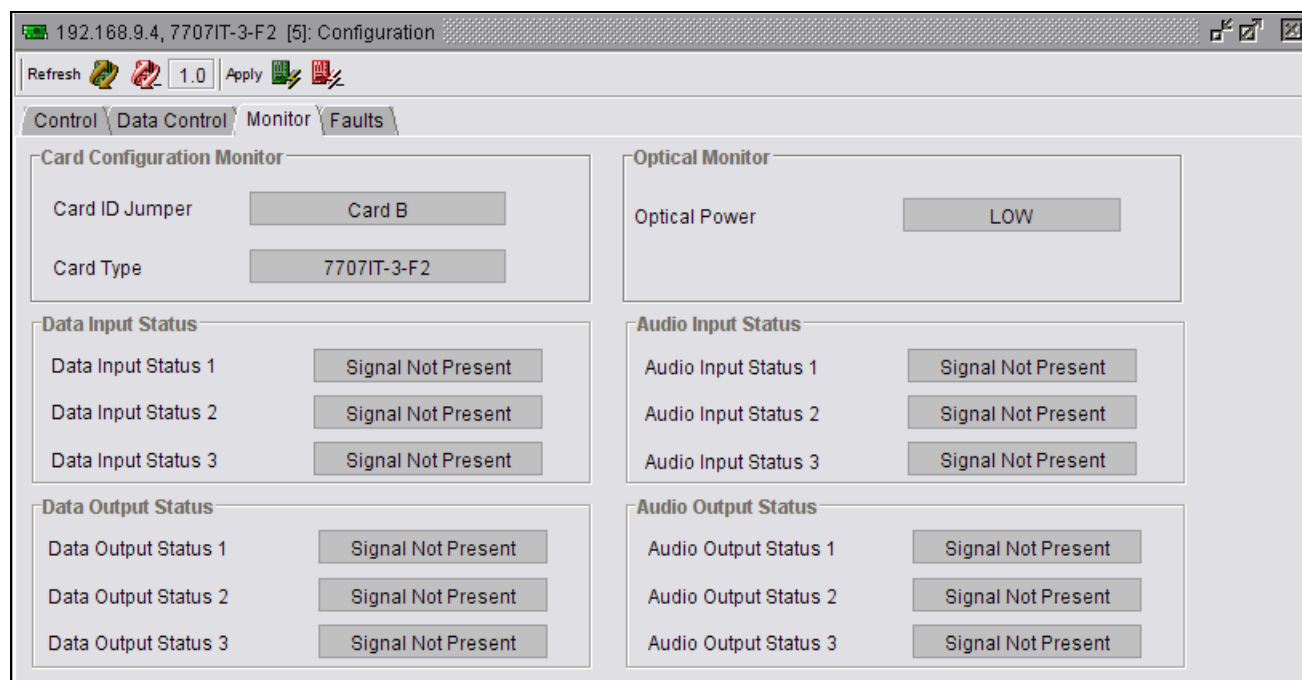 192.168.9.4, 7707IT-3-F2 [5]: Configuration
Refresh 1.0 Apply
Control Data Control Monitor Faults
Card Configuration Monitor
Card ID Jumper Card B
Card Type 7707IT-3-F2
Optical Monitor
Optical Power LOW
Data Input Status
Data Input Status 1 Signal Not Present
Data Input Status 2 Signal Not Present
Data Input Status 3 Signal Not Present
Audio Input Status
Audio Input Status 1 Signal Not Present
Audio Input Status 2 Signal Not Present
Audio Input Status 3 Signal Not Present
Data Output Status
Data Output Status 1 Signal Not Present
Data Output Status 2 Signal Not Present
Data Output Status 3 Signal Not Present
Audio Output Status
Audio Output Status 1 Signal Not Present
Audio Output Status 2 Signal Not Present
Audio Output Status 3 Signal Not Present